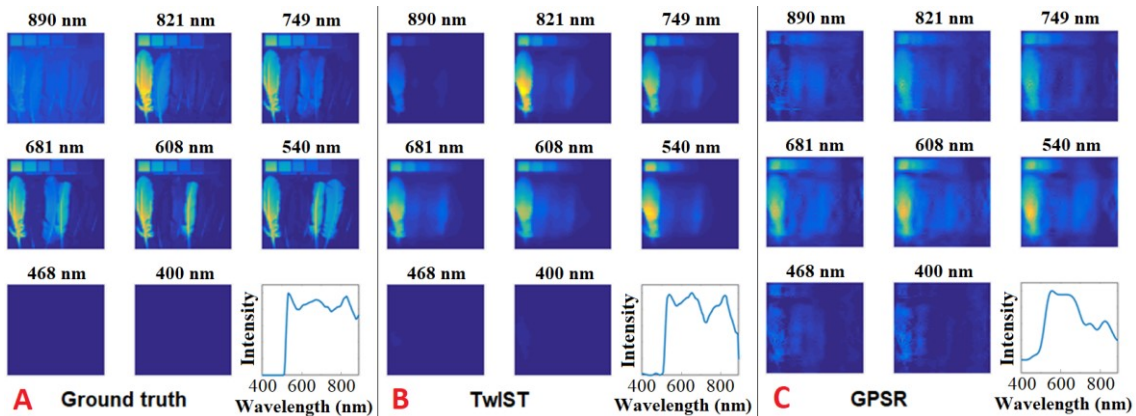 890 nm 821 nm 749 nm
681 nm 608 nm 540 nm
468 nm 400 nm
Intensity
400 600 800
Wavelength (nm)
A Ground truth
890 nm 821 nm 749 nm
681 nm 608 nm 540 nm
468 nm 400 nm
Intensity
400 600 800
Wavelength (nm)
B TwIST
890 nm 821 nm 749 nm
681 nm 608 nm 540 nm
468 nm 400 nm
Intensity
400 600 800
Wavelength (nm)
C GPSR